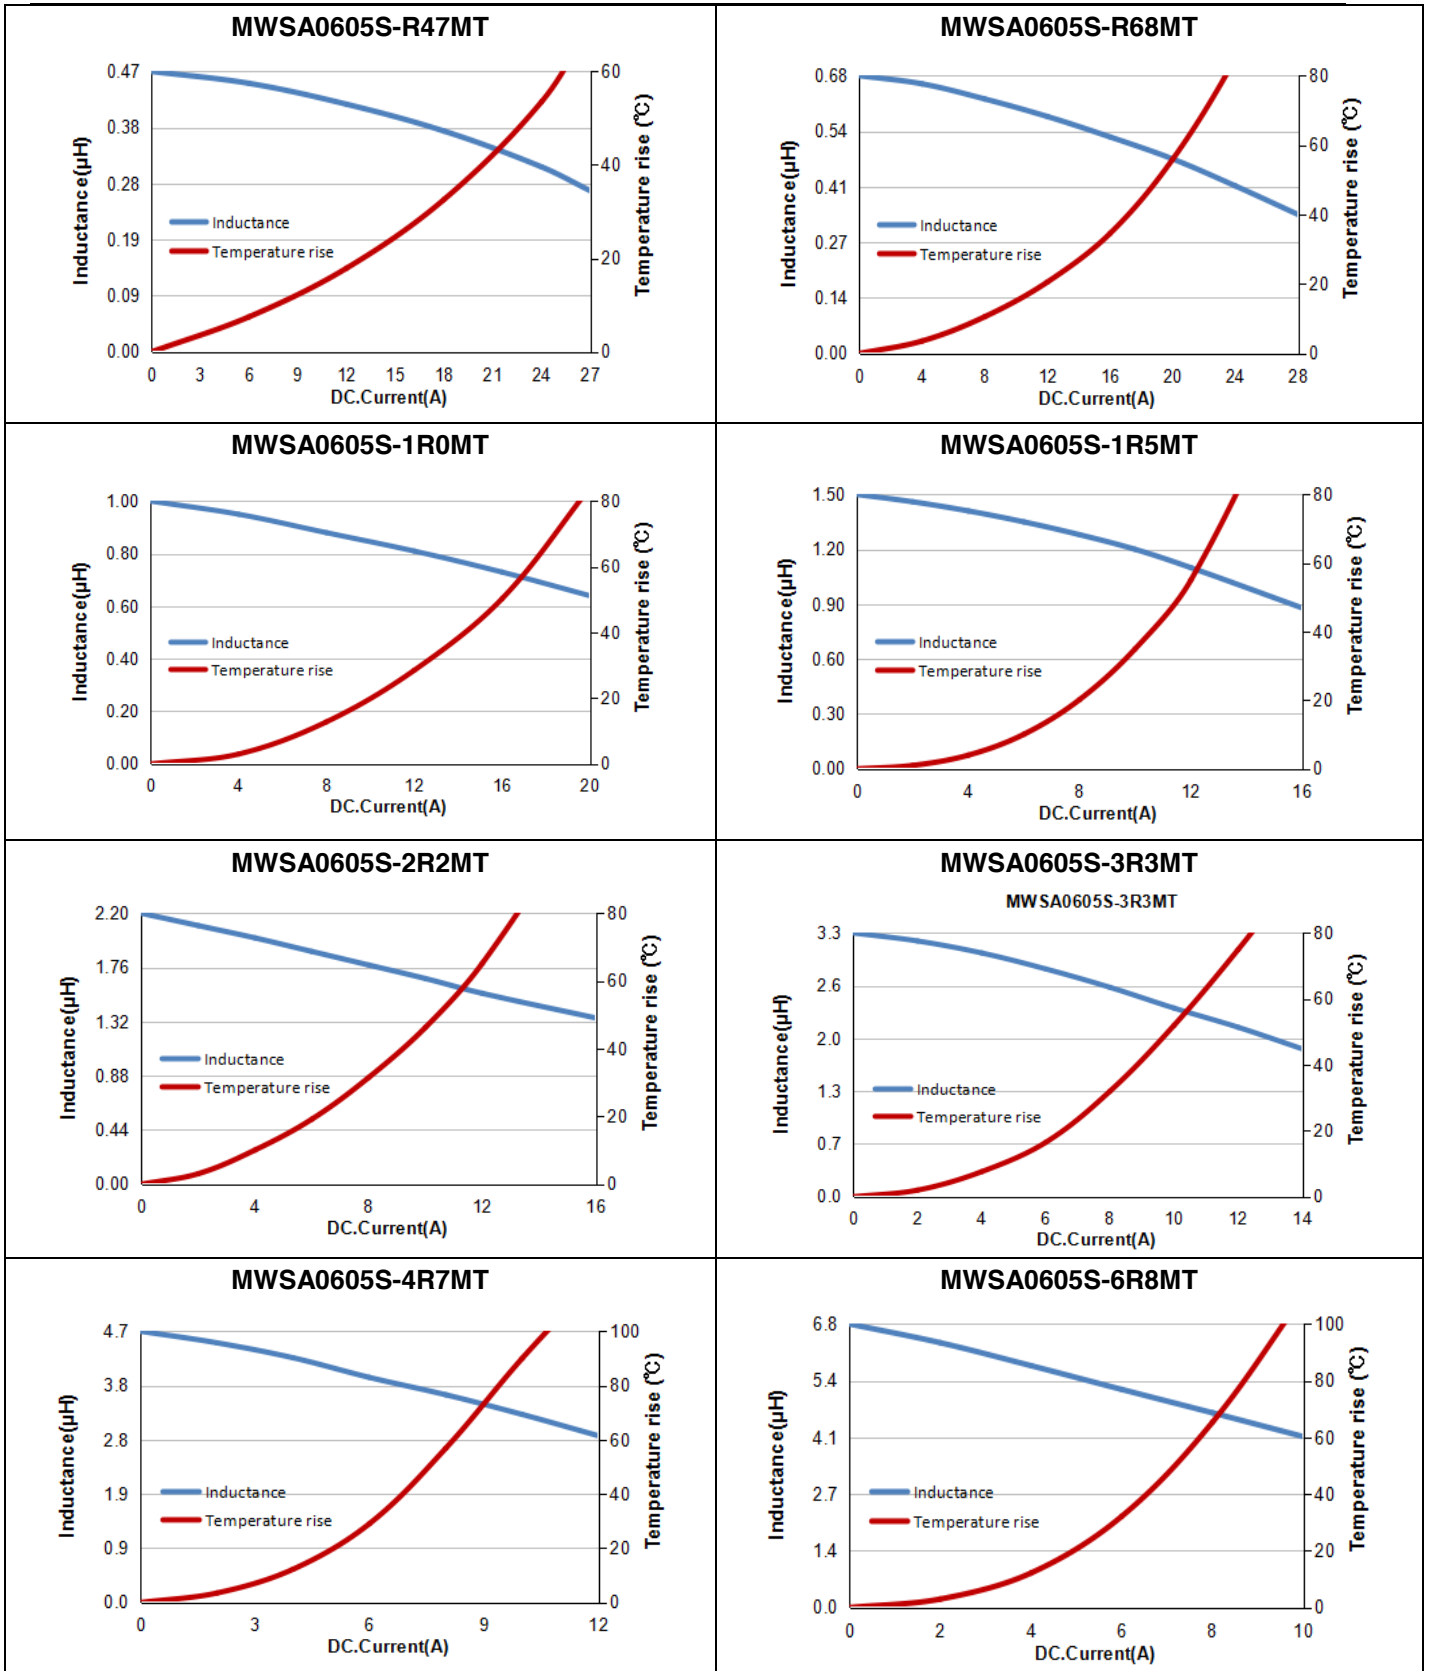 MWSA0605S-R47MT
0.47
0.38
0.28
0.19
0.09
0.00
Inductance(μH)
60
40
20
0
Temperature rise (℃)
Inductance
Temperature rise
0 3 6 9 12 15 18 21 24 27
DC.Current(A)
MWSA0605S-R68MT
0.68
0.54
0.41
0.27
0.14
0.00
Inductance(μH)
80
60
40
20
0
Temperature rise (℃)
Inductance
Temperature rise
0 4 8 12 16 20 24 28
DC.Current(A)
MWSA0605S-1R0MT
1.00
0.80
0.60
0.40
0.20
0.00
Inductance(μH)
80
60
40
20
0
Temperature rise (℃)
Inductance
Temperature rise
0 4 8 12 16 20
DC.Current(A)
MWSA0605S-1R5MT
1.50
1.20
0.90
0.60
0.30
0.00
Inductance(μH)
80
60
40
20
0
Temperature rise (℃)
Inductance
Temperature rise
0 4 8 12 16
DC.Current(A)
MWSA0605S-2R2MT
2.20
1.76
1.32
0.88
0.44
0.00
Inductance(μH)
80
60
40
20
0
Temperature rise (℃)
Inductance
Temperature rise
0 4 8 12 16
DC.Current(A)
MWSA0605S-3R3MT
MWSA0605S-3R3MT
3.3
2.6
2.0
1.3
0.7
0.0
Inductance(μH)
80
60
40
20
0
Temperature rise (℃)
Inductance
Temperature rise
0 2 4 6 8 10 12 14
DC.Current(A)
MWSA0605S-4R7MT
4.7
3.8
2.8
1.9
0.9
0.0
Inductance(μH)
100
80
60
40
20
0
Temperature rise (℃)
Inductance
Temperature rise
0 3 6 9 12
DC.Current(A)
MWSA0605S-6R8MT
6.8
5.4
4.1
2.7
1.4
0.0
Inductance(μH)
100
80
60
40
20
0
Temperature rise (℃)
Inductance
Temperature rise
0 2 4 6 8 10
DC.Current(A)